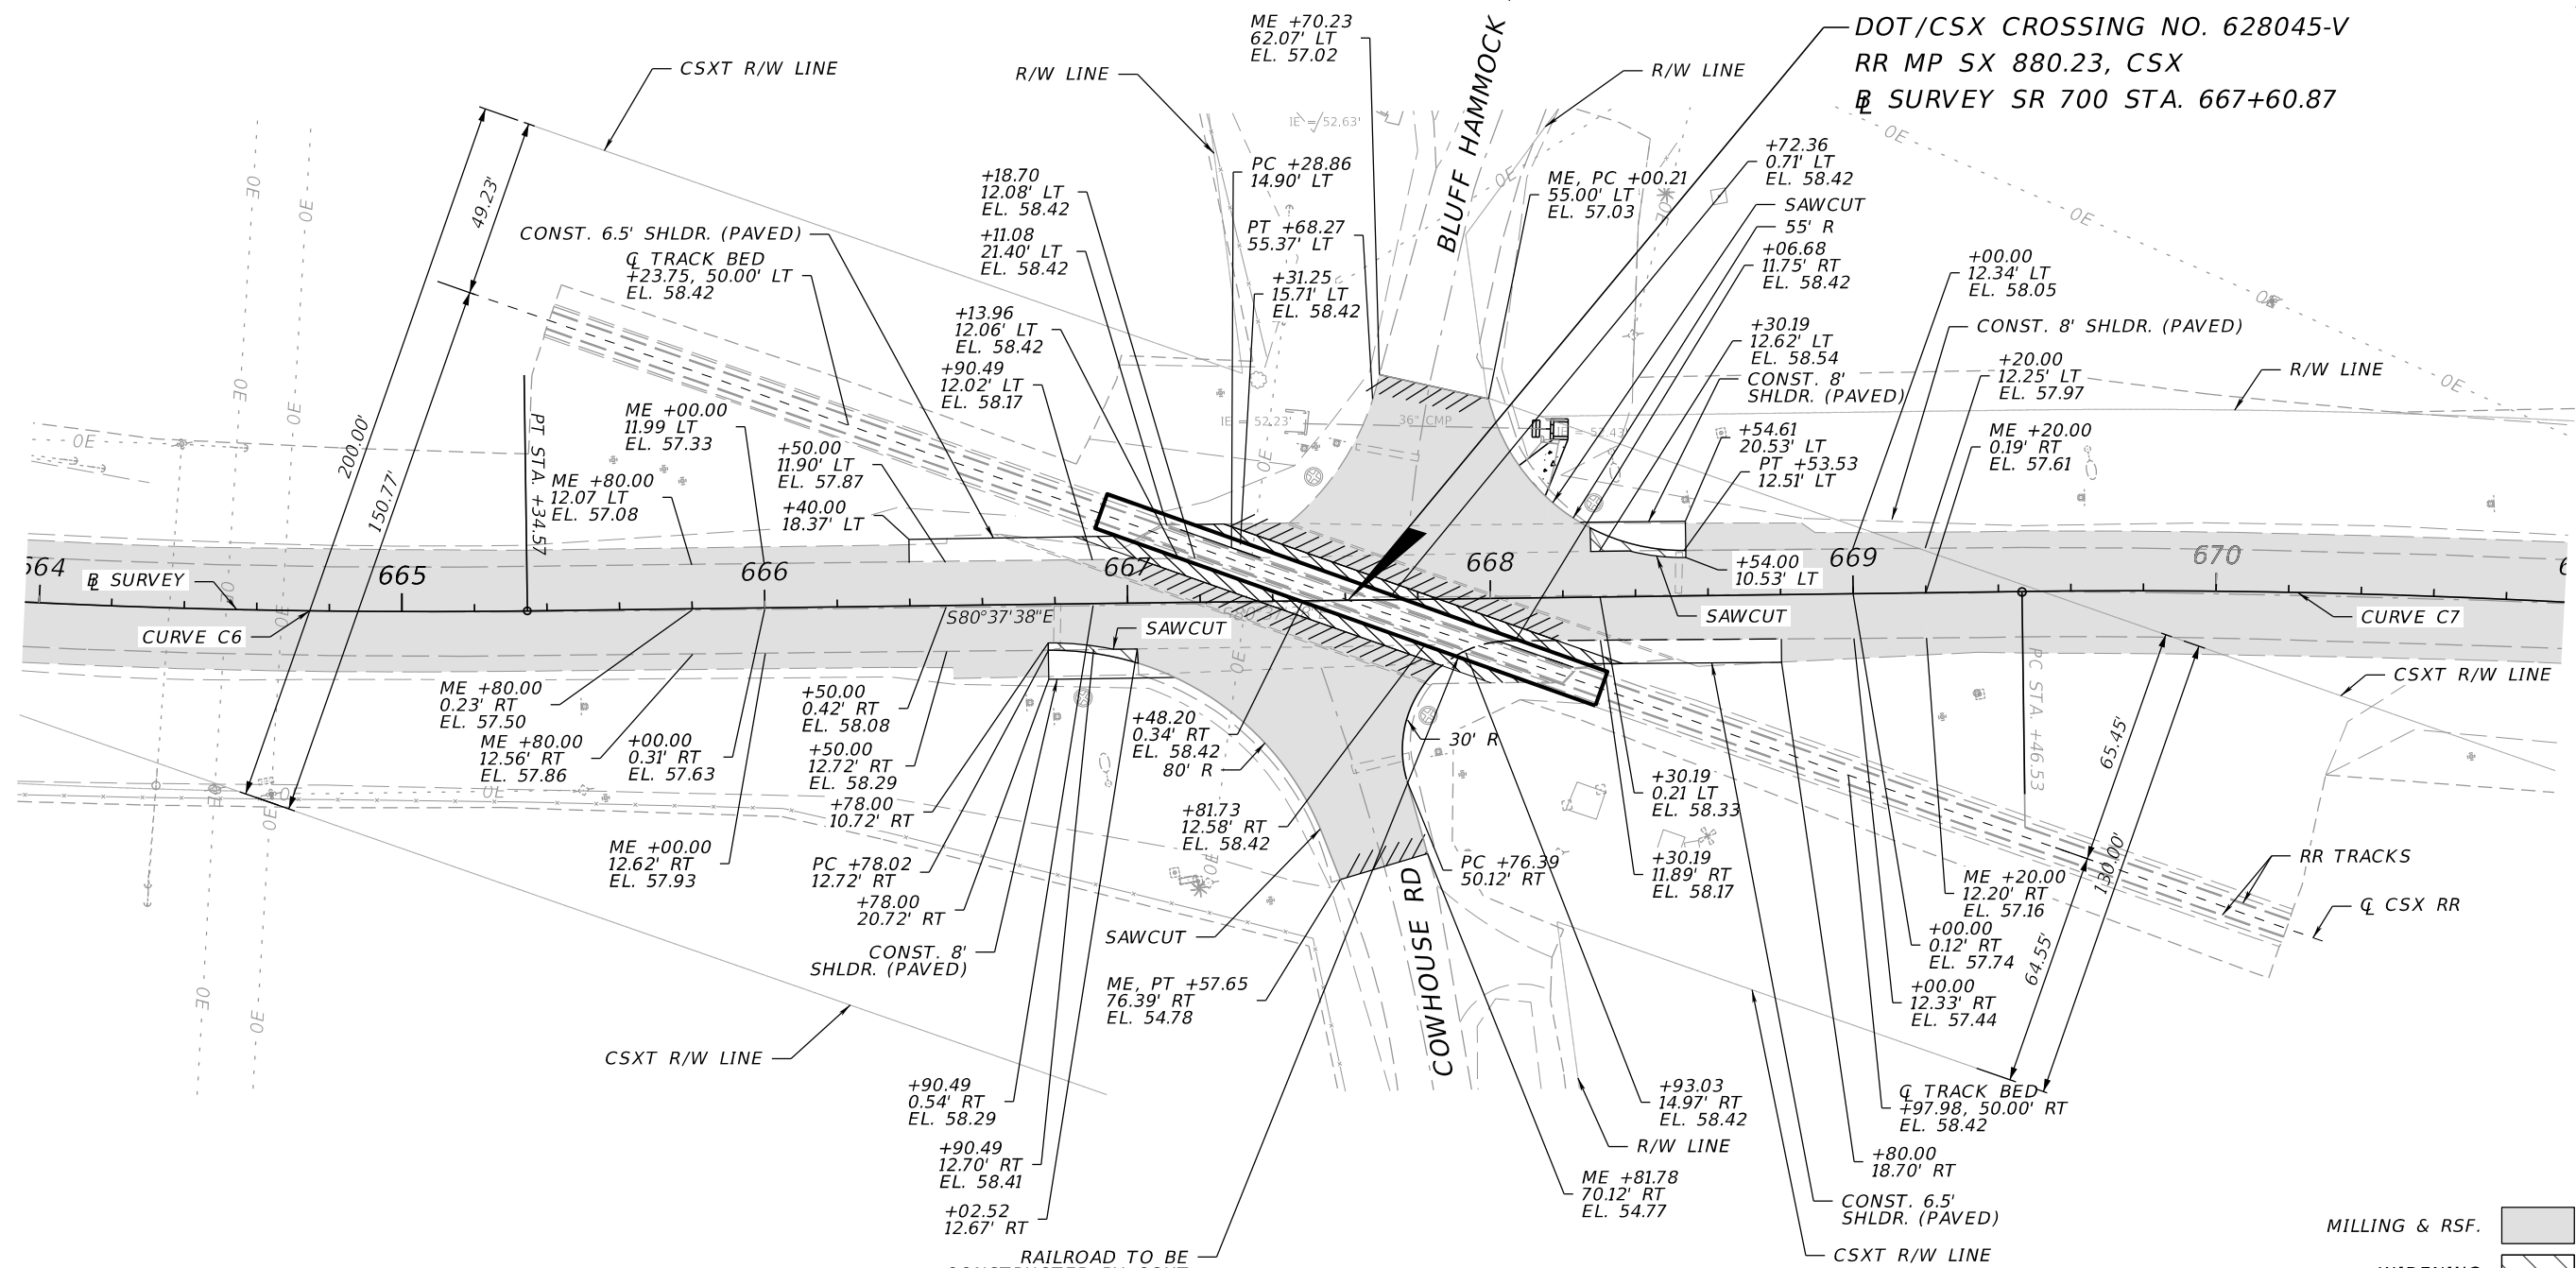 DOT/CSX CROSSING NO. 628045-V
RR MP SX 880.23, CSX
℄ SURVEY SR 700 STA. 667+60.87
ME +70.23
62.07' LT
EL. 57.02
BLUFF HAMMOCK
CSXT R/W LINE
R/W LINE
R/W LINE
IE = 52.63'
OE
OE
OE
49.23'
+18.70
12.08' LT
EL. 58.42
PC +28.86
14.90' LT
ME, PC +00.21
55.00' LT
EL. 57.03
+72.36
0.71' LT
EL. 58.42
SAWCUT
55' R
CONST. 6.5' SHLDR. (PAVED)
+11.08
21.40' LT
EL. 58.42
PT +68.27
55.37' LT
+06.68
11.75' RT
EL. 58.42
℄ TRACK BED
+23.75, 50.00' LT
EL. 58.42
+31.25
15.71' LT
EL. 58.42
+00.00
12.34' LT
EL. 58.05
+13.96
12.06' LT
EL. 58.42
+30.19
12.62' LT
EL. 58.54
CONST. 8' SHLDR. (PAVED)
+90.49
12.02' LT
EL. 58.17
CONST. 8'
SHLDR. (PAVED)
+20.00
12.25' LT
EL. 57.97
R/W LINE
200.00'
150.77'
PT STA. +34.57
ME +00.00
11.99 LT
EL. 57.33
+50.00
11.90' LT
EL. 57.87
IE = 52.23'
36" CMP
+54.61
20.53' LT
ME +20.00
0.19' RT
EL. 57.61
ME +80.00
12.07 LT
EL. 57.08
+40.00
18.37' LT
PT +53.53
12.51' LT
664
665
666
667
668
669
670
℄ SURVEY
CURVE C6
S80°37'38"E
SAWCUT
+54.00
10.53' LT
SAWCUT
CURVE C7
PC STA. +46.53
ME +80.00
0.23' RT
EL. 57.50
ME +80.00
12.56' RT
EL. 57.86
+00.00
0.31' RT
EL. 57.63
+50.00
0.42' RT
EL. 58.08
+50.00
12.72' RT
EL. 58.29
+48.20
0.34' RT
EL. 58.42
80' R
30' R
CSXT R/W LINE
65.45'
+78.00
10.72' RT
+81.73
12.58' RT
EL. 58.42
+30.19
0.21 LT
EL. 58.33
ME +00.00
12.62' RT
EL. 57.93
PC +78.02
12.72' RT
PC +76.39
50.12' RT
+30.19
11.89' RT
EL. 58.17
130.00'
RR TRACKS
+78.00
20.72' RT
ME +20.00
12.20' RT
EL. 57.16
℄ CSX RR
SAWCUT
COWHOUSE RD
+00.00
0.12' RT
EL. 57.74
64.55'
CONST. 8'
SHLDR. (PAVED)
ME, PT +57.65
76.39' RT
EL. 54.78
+00.00
12.33' RT
EL. 57.44
CSXT R/W LINE
+90.49
0.54' RT
EL. 58.29
+93.03
14.97' RT
EL. 58.42
℄ TRACK BED
+97.98, 50.00' RT
EL. 58.42
+90.49
12.70' RT
EL. 58.41
R/W LINE
+80.00
18.70' RT
+02.52
12.67' RT
ME +81.78
70.12' RT
EL. 54.77
CONST. 6.5'
SHLDR. (PAVED)
RAILROAD TO BE
CSXT R/W LINE
MILLING & RSF.